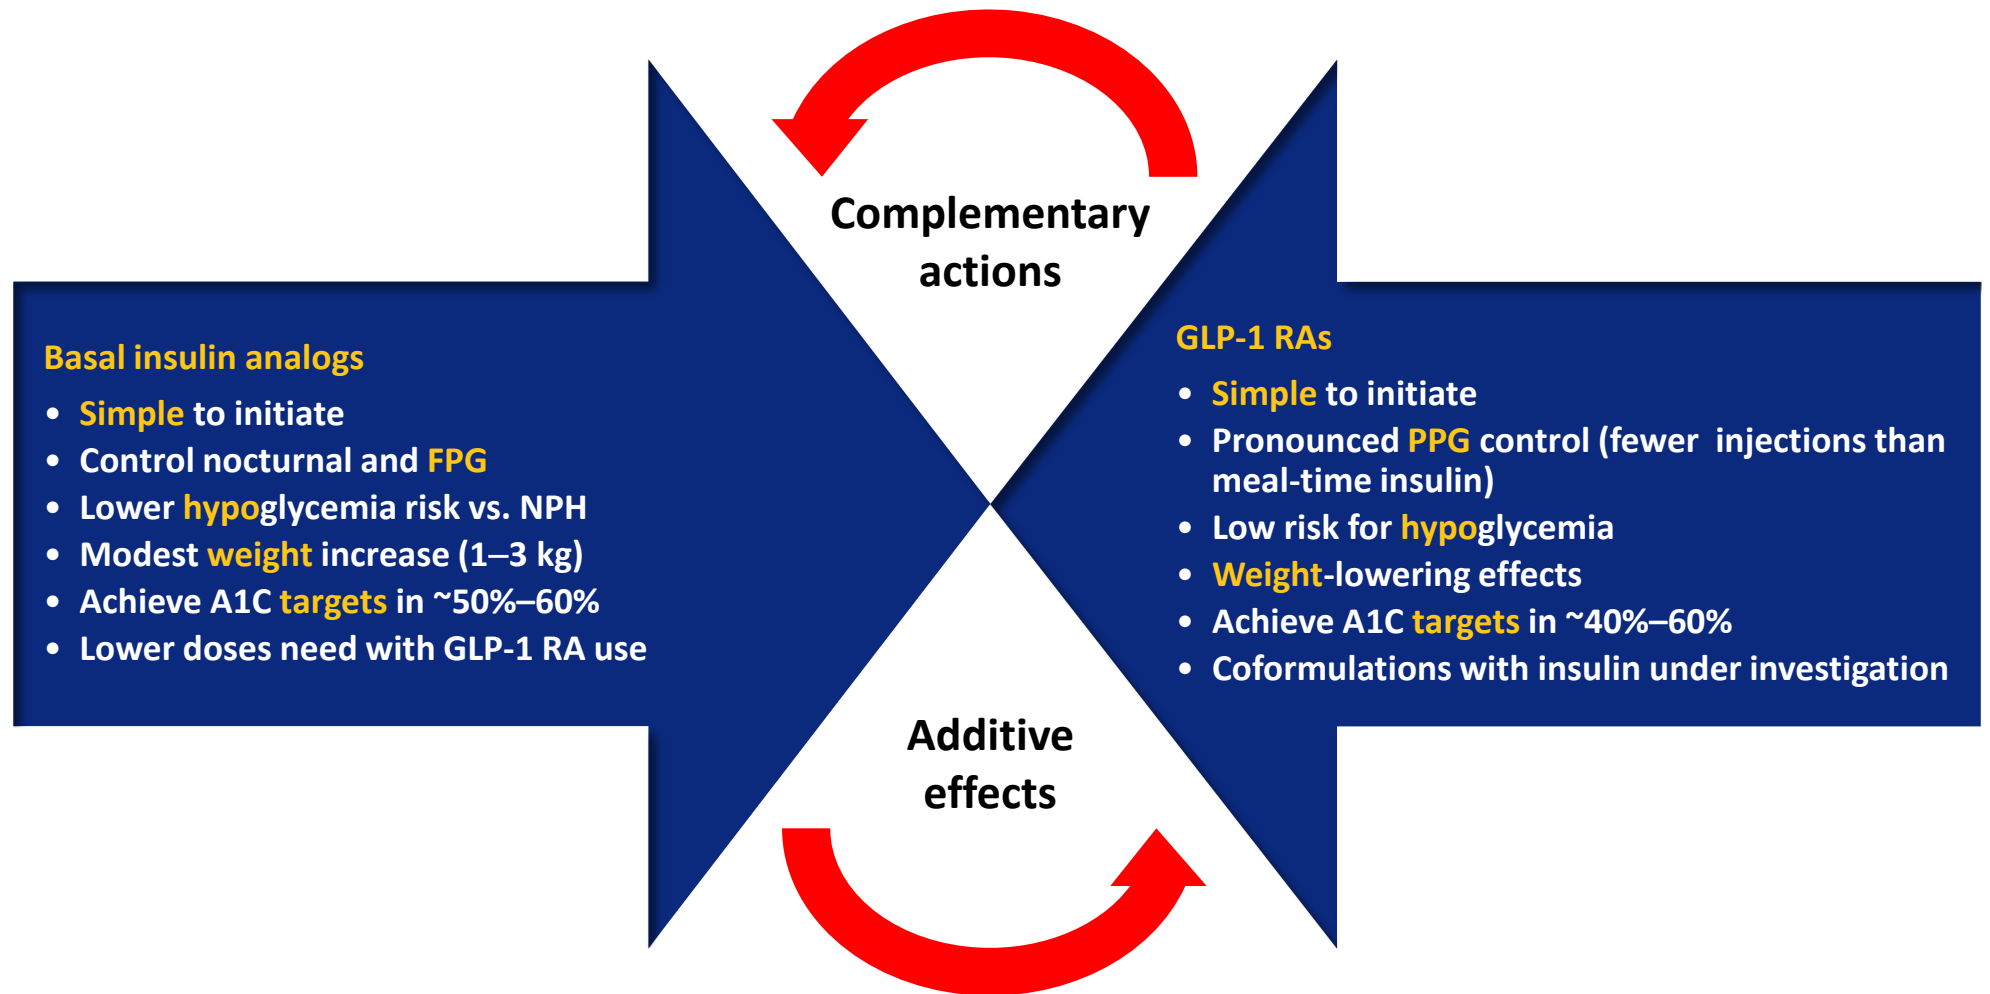 Complementary
actions
Basal insulin analogs
• Simple to initiate
• Control nocturnal and FPG
• Lower hypoglycemia risk vs. NPH
• Modest weight increase (1–3 kg)
• Achieve A1C targets in ~50%–60%
• Lower doses need with GLP-1 RA use
GLP-1 RAs
• Simple to initiate
• Pronounced PPG control (fewer  injections than
meal-time insulin)
• Low risk for hypoglycemia
• Weight-lowering effects
• Achieve A1C targets in ~40%–60%
• Coformulations with insulin under investigation
Additive
effects